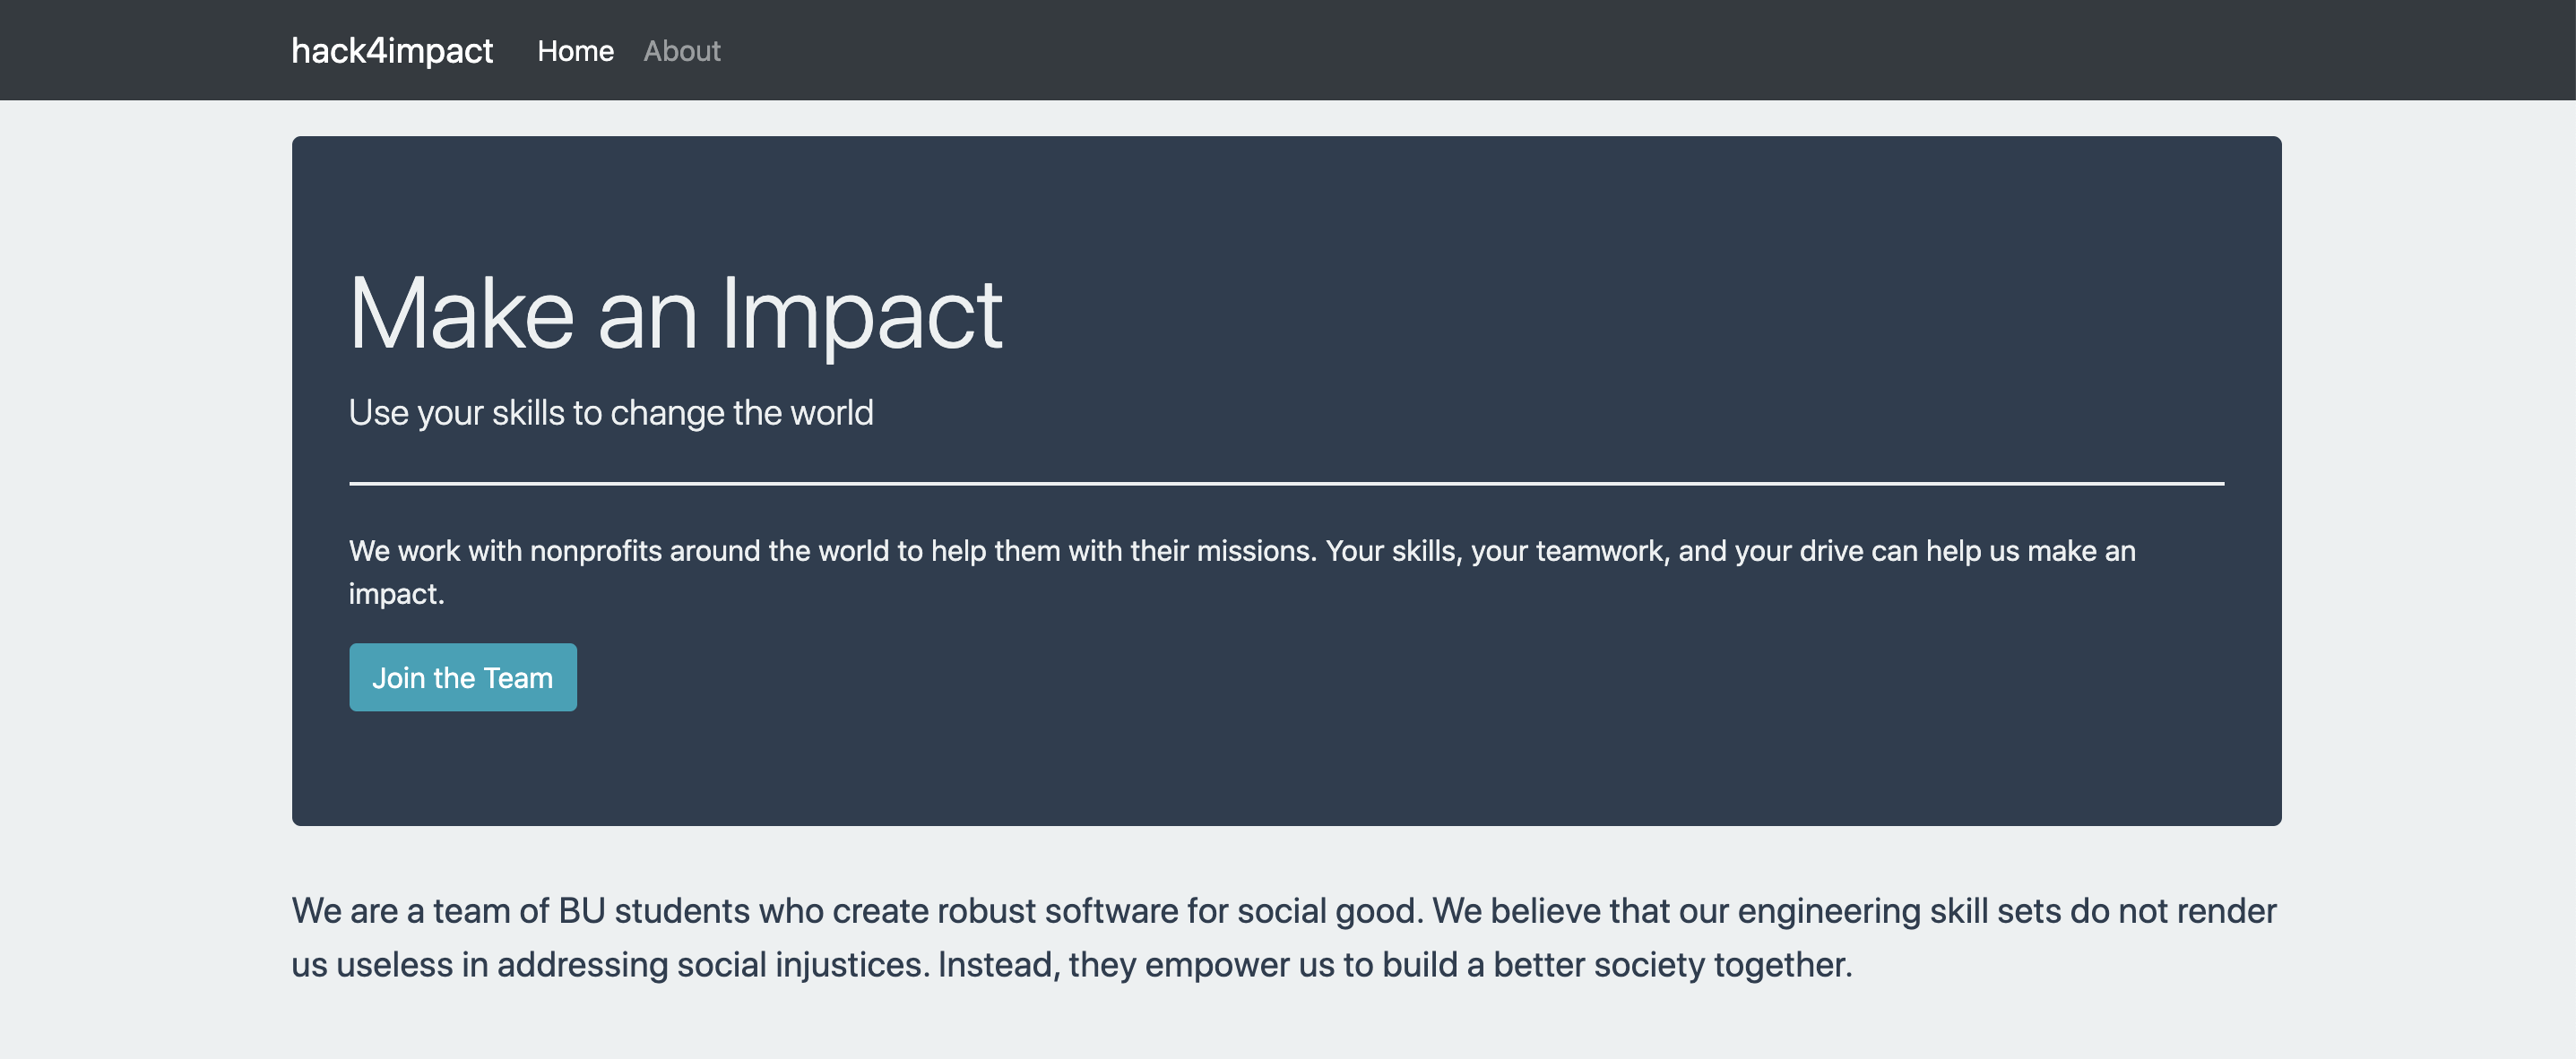 hack4impact Home About
Make an Impact
Use your skills to change the world
We work with nonprofits around the world to help them with their missions. Your skills, your teamwork, and your drive can help us make an
impact.
Join the Team
We are a team of BU students who create robust software for social good. We believe that our engineering skill sets do not render
us useless in addressing social injustices. Instead, they empower us to build a better society together.